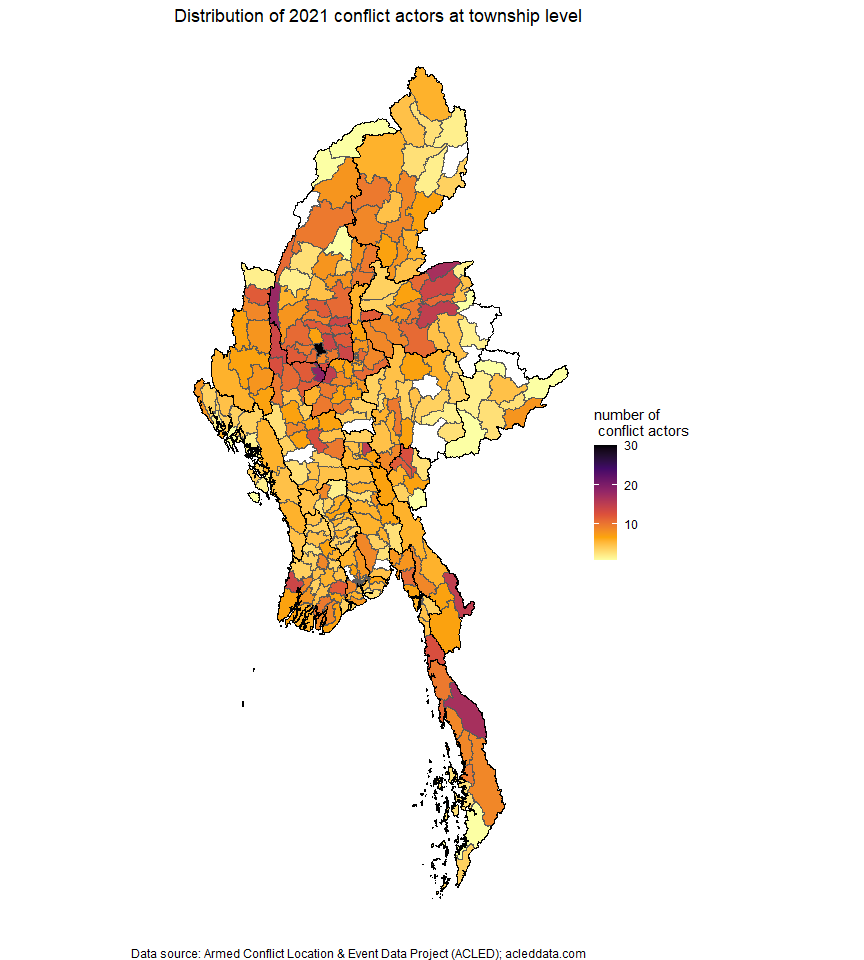 Distribution of 2021 conflict actors at township level
number of
conflict actors
30
20
10
Data source: Armed Conflict Location & Event Data Project (ACLED); acleddata.com